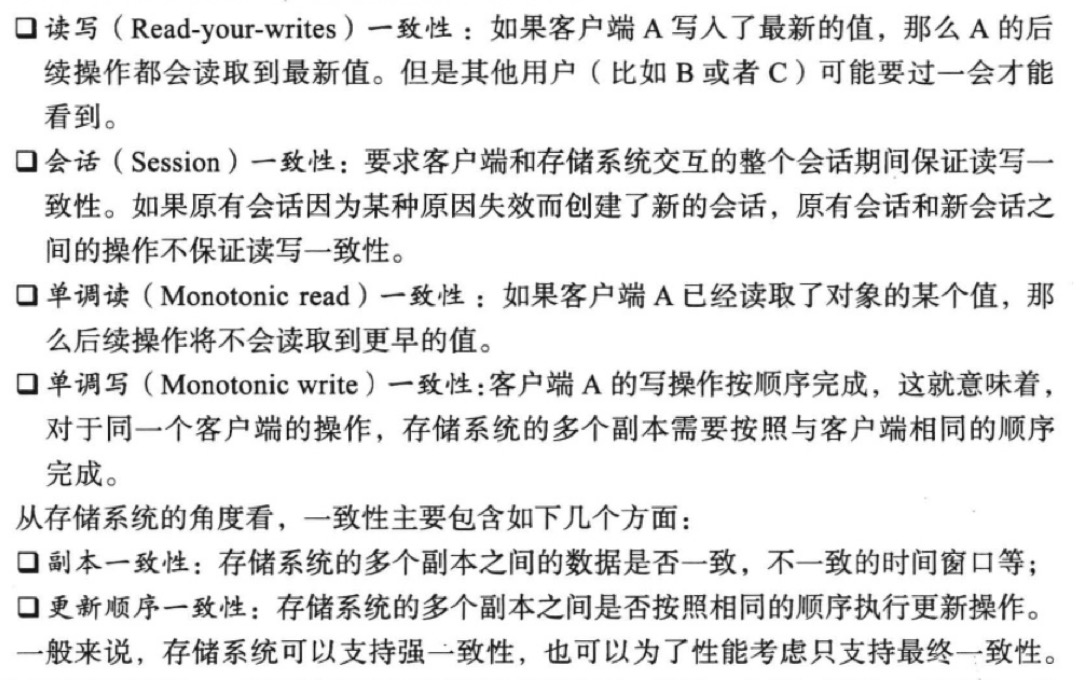 ❑ 读写（Read-your-writes）一致性：如果客户端 A 写入了最新的值，那么 A 的后
续操作都会读取到最新值。但是其他用户（比如 B 或者 C）可能要过一会才能
看到。
❑ 会话（Session）一致性：要求客户端和存储系统交互的整个会话期间保证读写一
致性。如果原有会话因为某种原因失效而创建了新的会话，原有会话和新会话之
间的操作不保证读写一致性。
❑ 单调读（Monotonic read）一致性：如果客户端 A 已经读取了对象的某个值，那
么后续操作将不会读取到更早的值。
❑ 单调写（Monotonic write）一致性：客户端 A 的写操作按顺序完成，这就意味着，
对于同一个客户端的操作，存储系统的多个副本需要按照与客户端相同的顺序
完成。
从存储系统的角度看，一致性主要包含如下几个方面：
❑ 副本一致性：存储系统的多个副本之间的数据是否一致，不一致的时间窗口等；
❑ 更新顺序一致性：存储系统的多个副本之间是否按照相同的顺序执行更新操作。
一般来说，存储系统可以支持强一致性，也可以为了性能考虑只支持最终一致性。